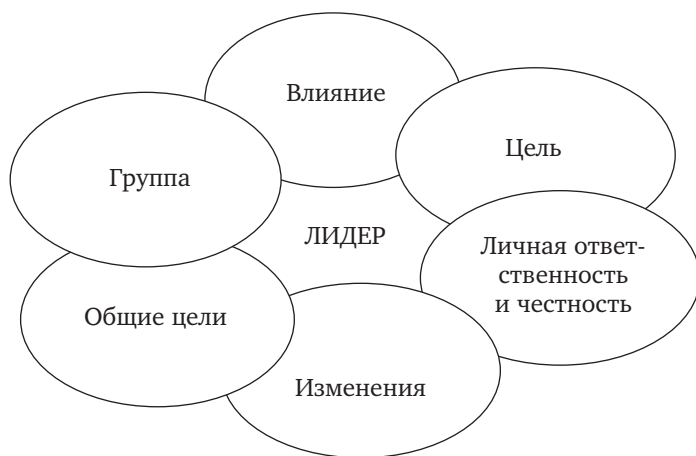 Влияние
Цель
Группа
ЛИДЕР
Личная ответ-
ственность
и честность
Общие цели
Изменения